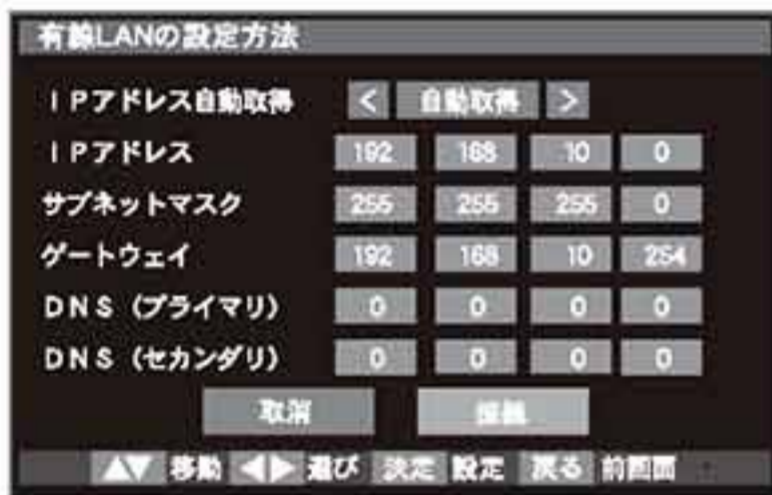 有線LANの設定方法
IPアドレス自動取得 < 自動取得 >
IPアドレス 192 168 10 0
サブネットマスク 255 255 255 0
ゲートウェイ 192 168 10 254
DNS（プライマリ） 0 0 0 0
DNS（セカンダリ） 0 0 0 0
取消 接続
▲▼ 移動 ◀▶ 選び 決定 設定 戻る 前画面